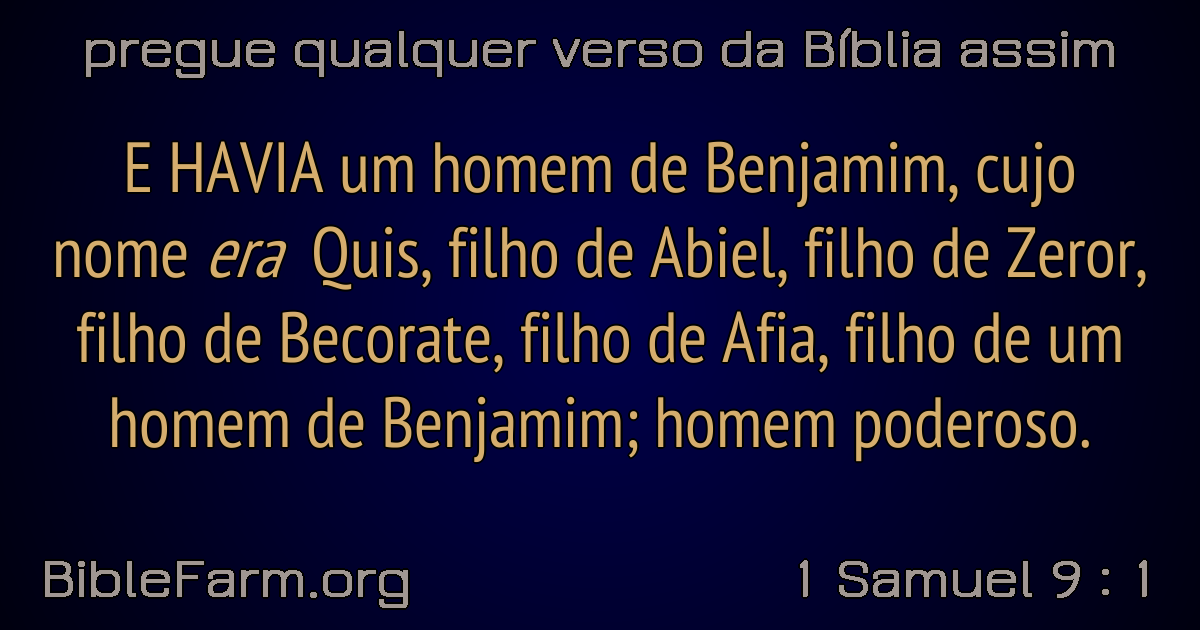 pregue qualquer verso da Bíblia assim
E HAVIA um homem de Benjamim, cujo
nome era Quis, filho de Abiel, filho de Zeror,
filho de Becorate, filho de Afia, filho de um
homem de Benjamim; homem poderoso.
BibleFarm.org 1 Samuel 9 : 1